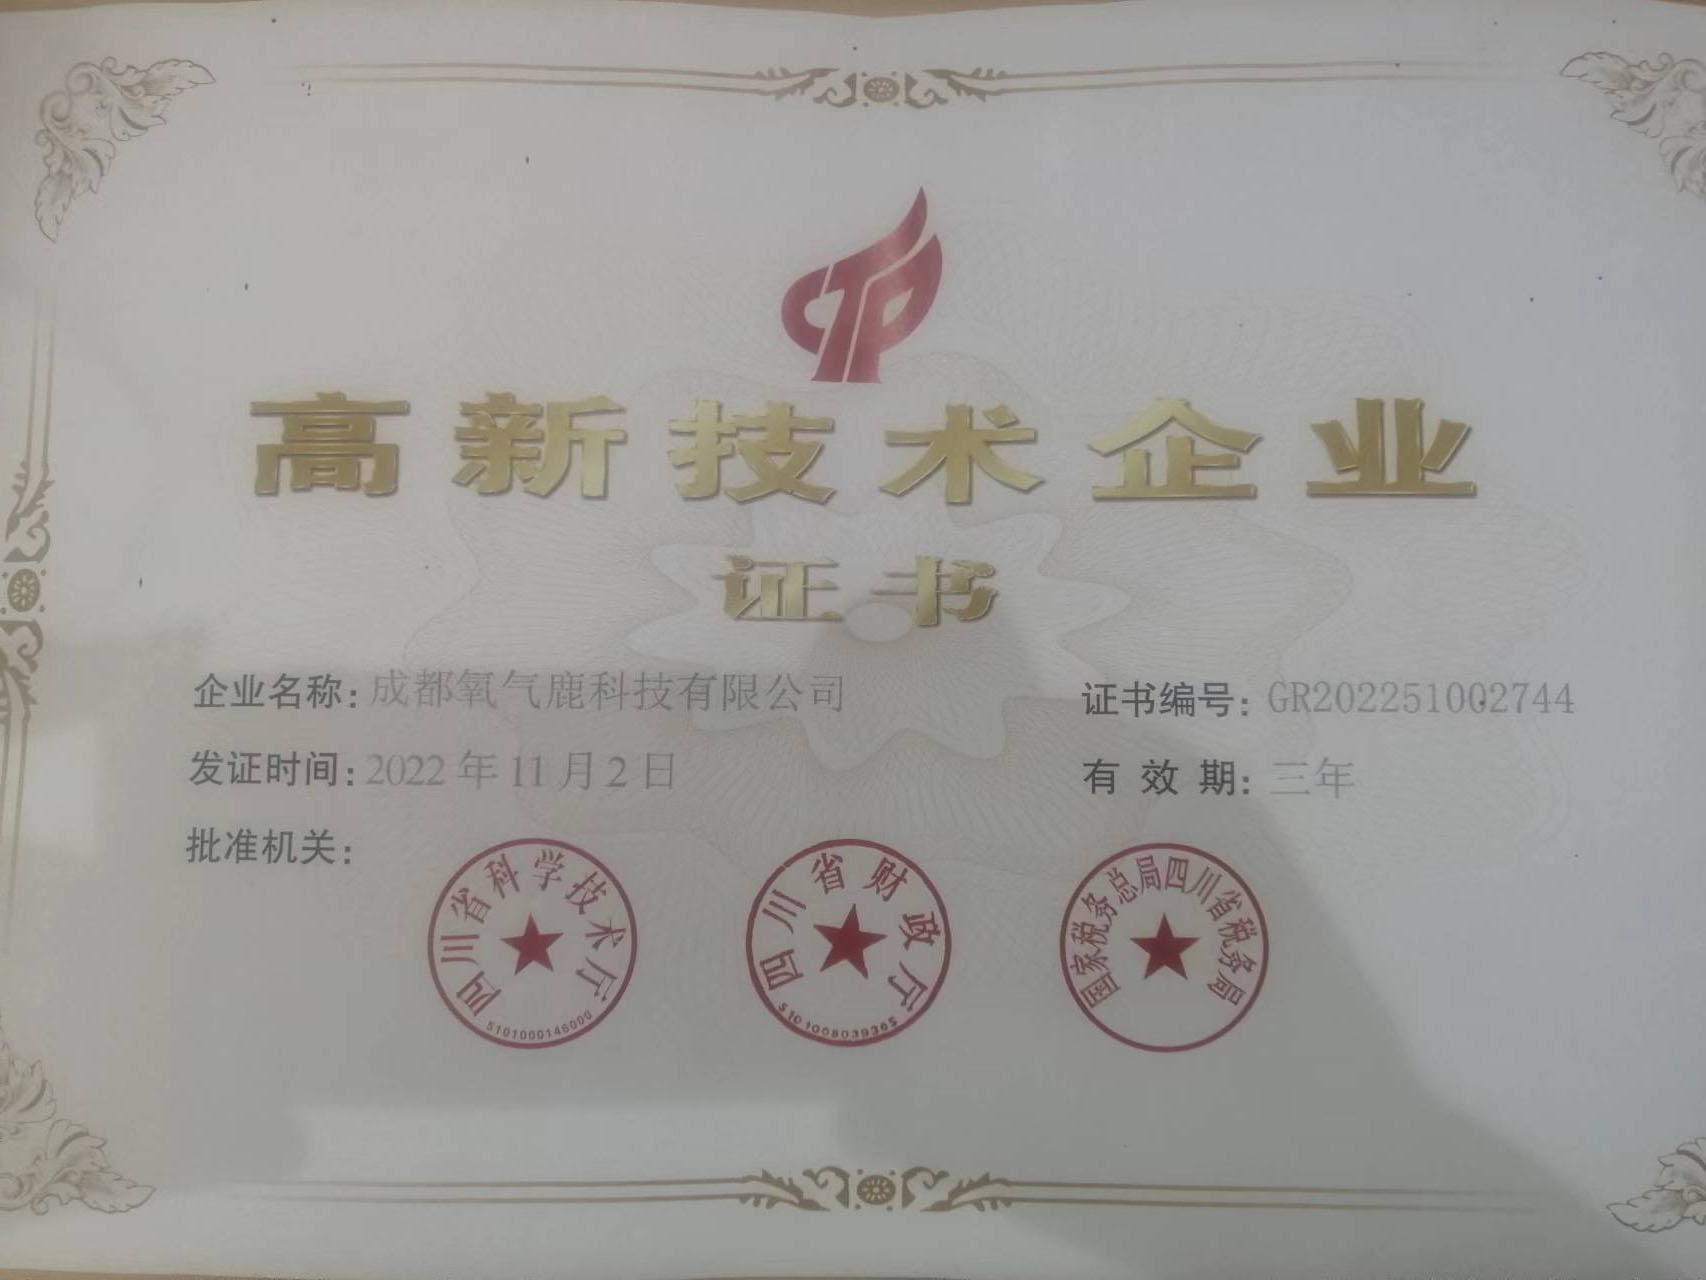 高新技术企业
证书
企业名称：成都氧气鹿科技有限公司
证书编号：GR202251002744
发证时间：2022年11月2日
有效期：三年
批准机关：
四川省科学技术厅
5101000146000
四川省财政厅
5101008039305
国家税务总局四川省税务局